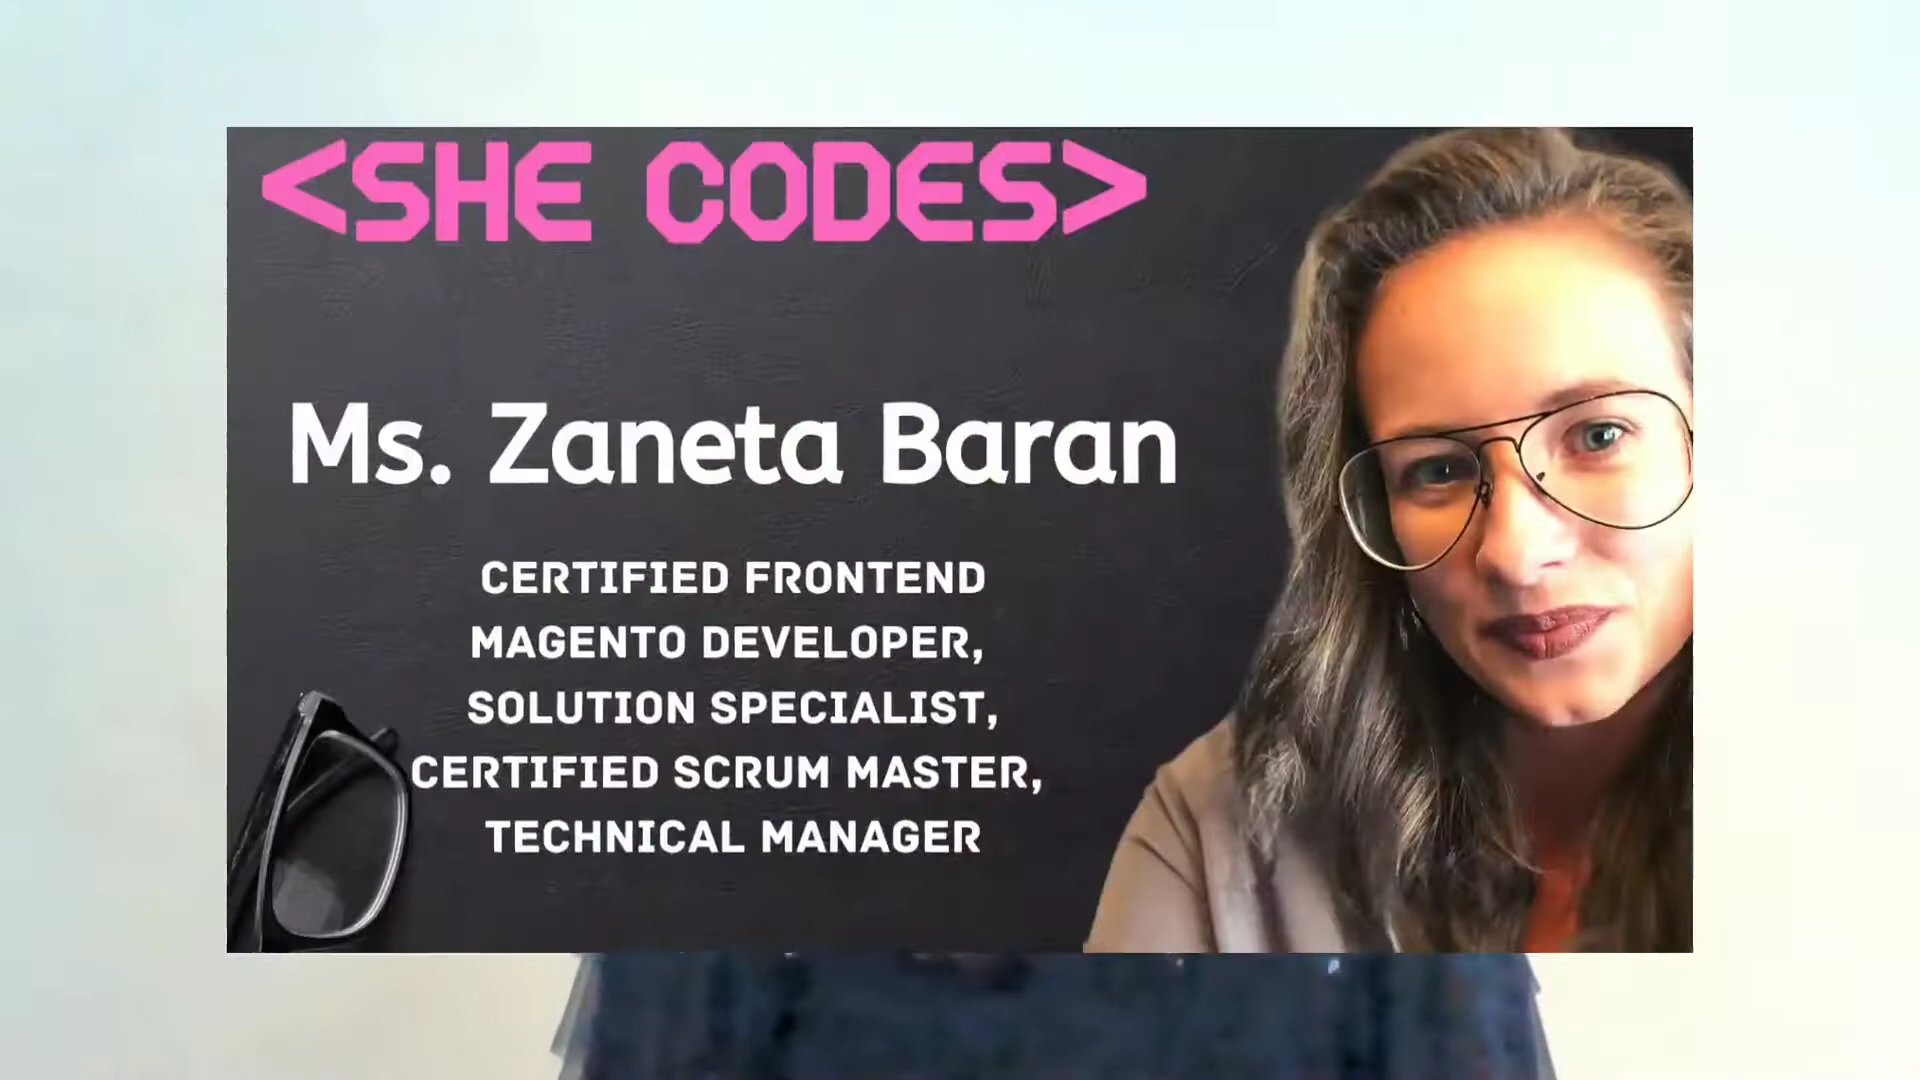 <SHE CODES>
Ms. Zaneta Baran
CERTIFIED FRONTEND
MAGENTO DEVELOPER,
SOLUTION SPECIALIST,
CERTIFIED SCRUM MASTER,
TECHNICAL MANAGER